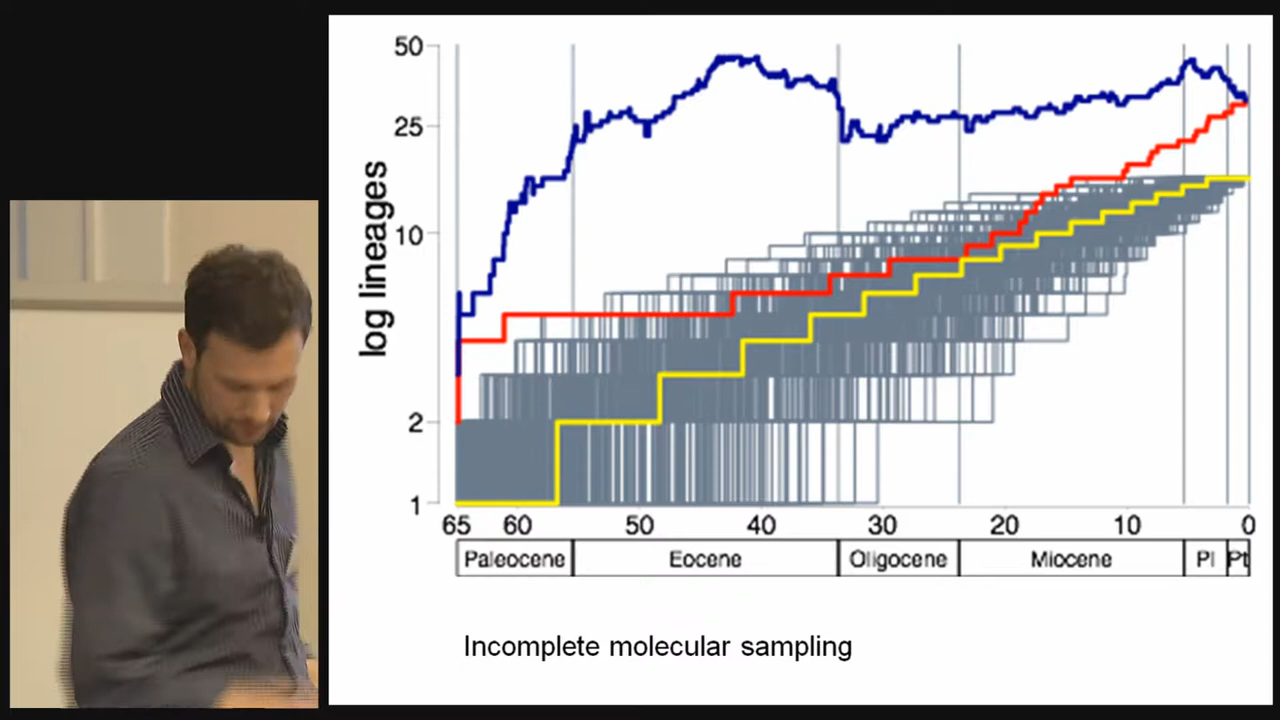 50
25
10
2
1
log lineages
65 60 50 40 30 20 10 0
Paleocene Eocene Oligocene Miocene Pl Pt
Incomplete molecular sampling